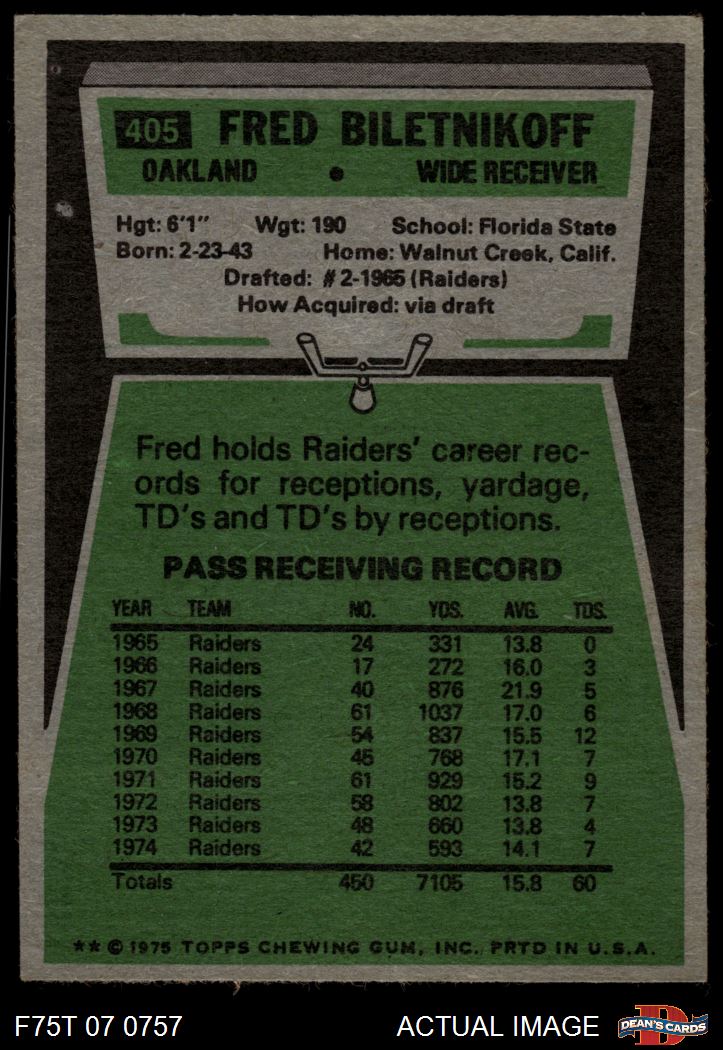 405 FRED BILETNIKOFF
OAKLAND • WIDE RECEIVER
Hgt: 6'1" Wgt: 190 School: Florida State
Born: 2-23-43 Home: Walnut Creek, Calif.
Drafted: #2-1965 (Raiders)
How Acquired: via draft
Fred holds Raiders' career rec-
ords for receptions, yardage,
TD's and TD's by receptions.
PASS RECEIVING RECORD
YEAR TEAM NO. YDS. AVG. TDS.
1965 Raiders 24 331 13.8 0
1966 Raiders 17 272 16.0 3
1967 Raiders 40 876 21.9 5
1968 Raiders 61 1037 17.0 6
1969 Raiders 54 837 15.5 12
1970 Raiders 45 768 17.1 7
1971 Raiders 61 929 15.2 9
1972 Raiders 58 802 13.8 7
1973 Raiders 48 660 13.8 4
1974 Raiders 42 593 14.1 7
Totals 450 7105 15.8 60
** © 1975 TOPPS CHEWING GUM, INC. PRTD IN U.S.A.
F75T 07 0757 ACTUAL IMAGE D DEAN'S CARDS